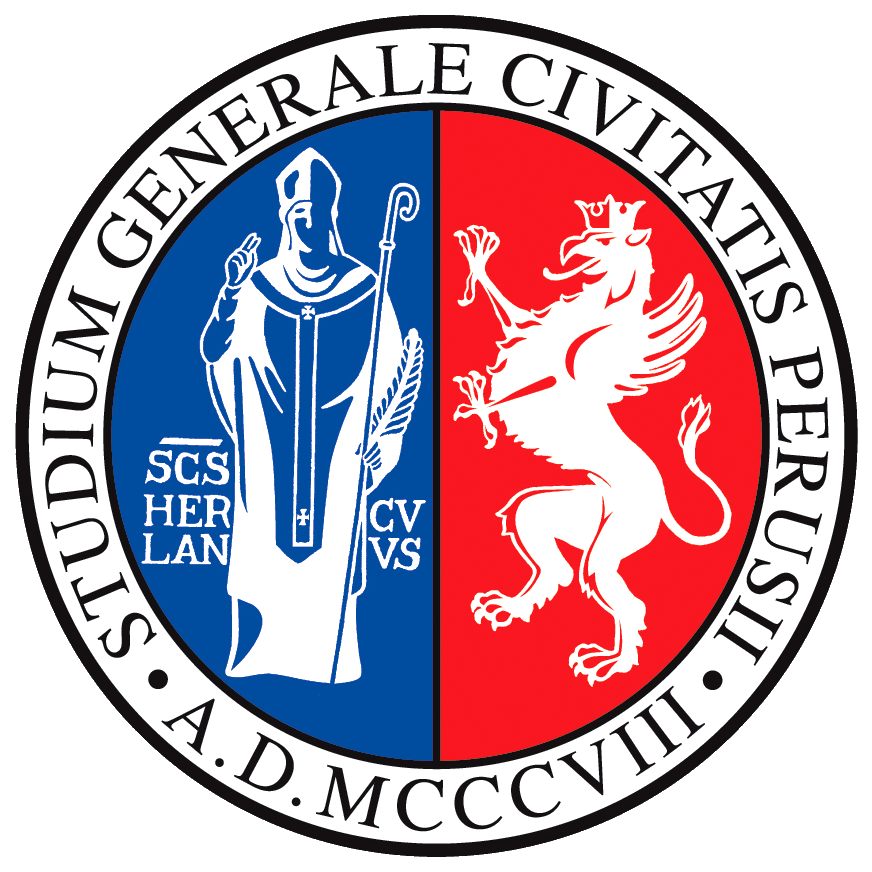 STUDIUM GENERALE CIVITATIS PERUSII
• A.D. MCCCVIII •
SCS
HER CV
LAN VS